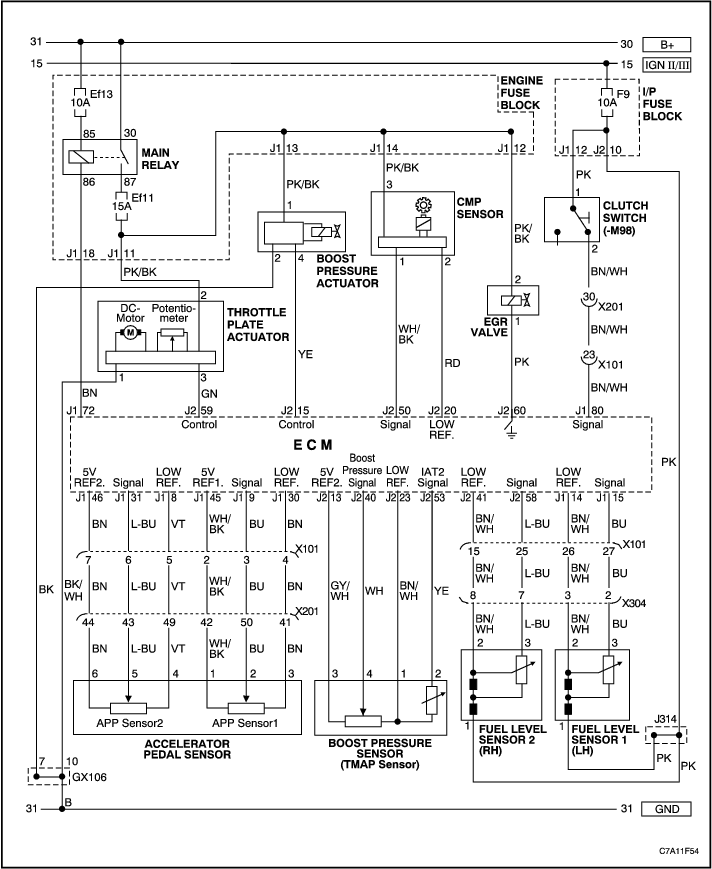 31 30 B+
15 15 IGN II/III
ENGINE
FUSE
BLOCK
I/P
FUSE
BLOCK
Ef13
10A
F9
10A
85 30
MAIN
RELAY
86 87
Ef11
15A
J1 13 J1 14 J1 12 J1 12 J2 10
PK/BK PK/BK PK
1 3 1
CMP
SENSOR
CLUTCH
SWITCH
(-M98)
PK/
BK
J1 18 J1 11
2 4 1 2 2
BOOST
PRESSURE
ACTUATOR
PK/BK BN/WH
2 2
30 X201
DC-
Motor
Potentio-
meter
M
THROTTLE
PLATE
ACTUATOR
EGR
VALVE
1
WH/
BK
BN/WH
YE RD PK
23 X101
1 3
BN GN BN/WH
J1 72 J2 59 J2 15 J2 50 J2 20 J2 60 J1 80
Control Control Signal LOW
REF.
Signal
ECM
PK
5V
REF2.
Signal
LOW
REF.
5V
REF1.
Signal
LOW
REF.
5V
REF2.
Boost
Pressure
Signal
LOW
REF.
IAT2
Signal
LOW
REF.
Signal
LOW
REF.
Signal
J1 46 J1 31 J1 8 J1 45 J1 9 J1 30 J2 13 J2 40 J2 23 J2 53 J2 41 J2 58 J1 14 J1 15
BN L-BU VT WH/
BK BU BN BN/
WH L-BU BN/
WH BU
X101 X101
7 6 5 2 3 4 15 25 26 27
BK BK/
WH BN L-BU VT WH/
BK BU BN GY/
WH WH BN/
WH YE BN/
WH L-BU BN/
WH BU
X201 X304
44 43 49 42 50 41 8 7 3 2
BN L-BU VT WH/
BK BU BN BN/
WH L-BU BN/
WH BU
6 5 4 1 2 3 3 4 1 2 2 3 2 3
APP Sensor2 APP Sensor1
ACCELERATOR
PEDAL SENSOR
BOOST PRESSURE
SENSOR
(TMAP Sensor)
1 FUEL LEVEL
SENSOR 2
(RH)
1 FUEL LEVEL
SENSOR 1
(LH)
J314
PK PK
7 10
GX106
B
31 31 GND
C7A11F54